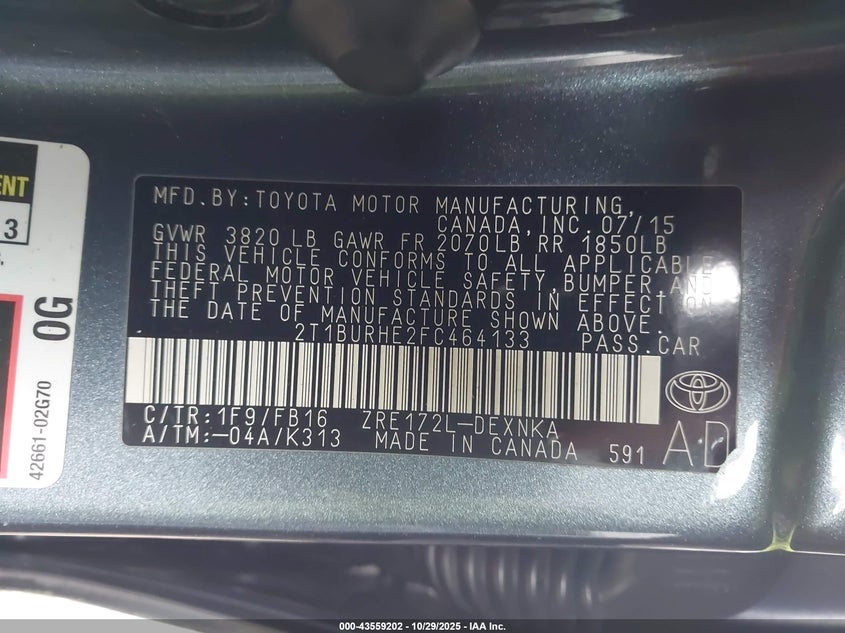 MFD.BY:TOYOTA MOTOR MANUFACTURING,
CANADA, INC. 07/15
GVWR 3820 LB GAWR FR 2070LB RR 1850LB
THIS VEHICLE CONFORMS TO ALL APPLICABLE
FEDERAL MOTOR VEHICLE SAFETY, BUMPER, AND
THEFT PREVENTION STANDARDS IN EFFECT ON
THE DATE OF MANUFACTURE SHOWN ABOVE.
2T1BURHE2FC464133 PASS.CAR
C/TR:1F9/FB16 ZRE172L-DEXNKA
A/TM:-04A/K313 MADE IN CANADA 591
AD
ENT
3
0G
42661-02G70
000-43559202 - 10/29/2025 - IAA Inc.